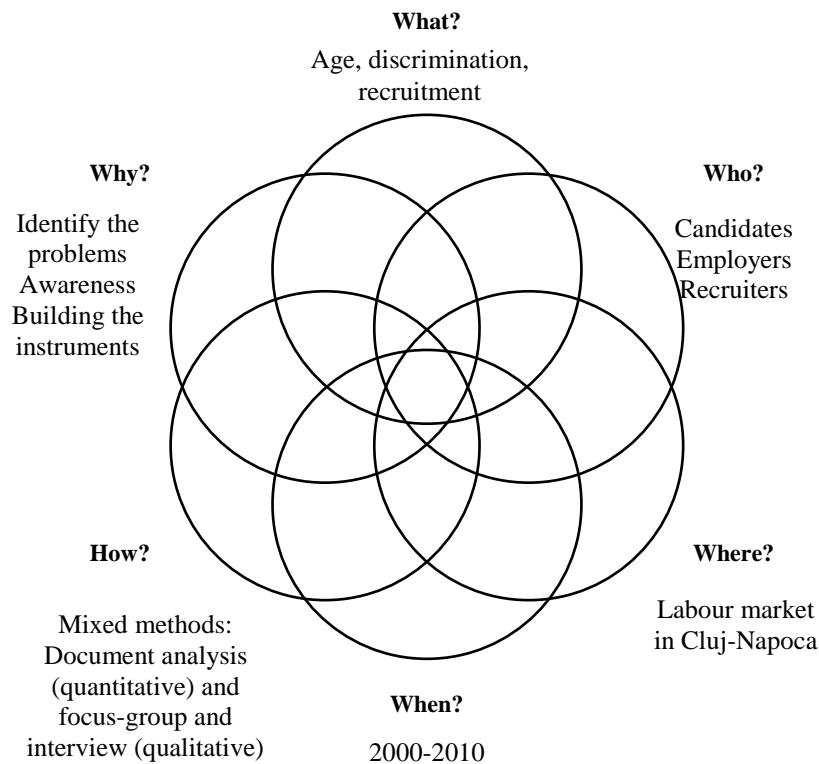 What?
Age, discrimination,
recruitment
Why?
Identify the
problems
Awareness
Building the
instruments
Who?
Candidates
Employers
Recruiters
How?
Mixed methods:
Document analysis
(quantitative) and
focus-group and
interview (qualitative)
Where?
Labour market
in Cluj-Napoca
When?
2000-2010